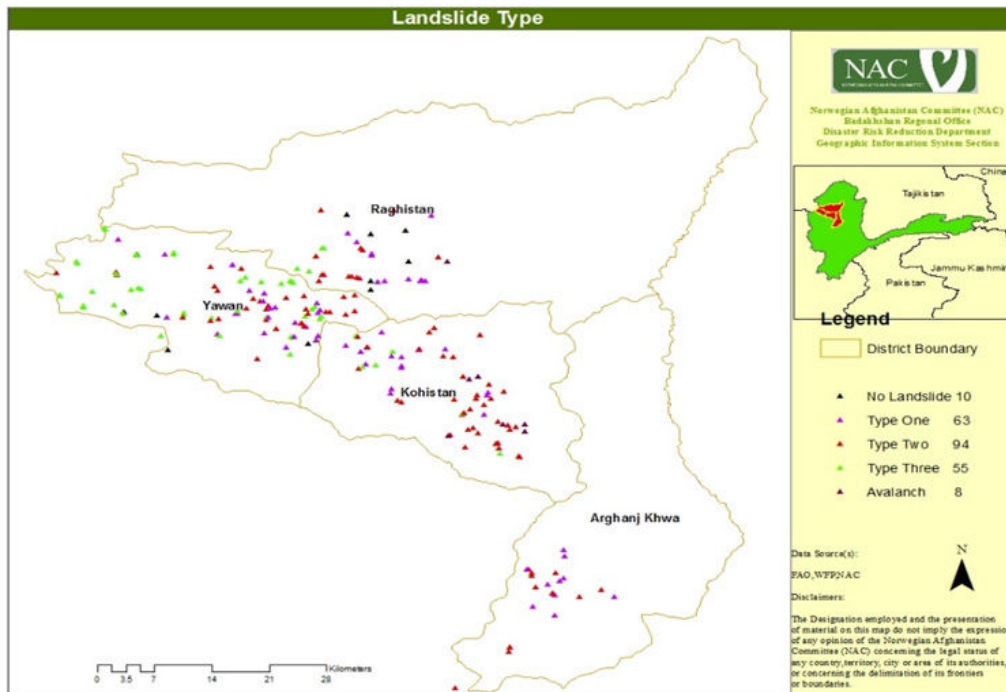 Landslide Type
NAC
Norwegian Afghanistan Committee (NAC)
Badakhshan Regional Office
Disaster Risk Reduction Department
Geographic Information System Section
China
Tajikistan
Jammu Kashmir
Pakistan
Raghistan
Yawan
Kohistan
Arghanj Khwa
Legend
District Boundary
No Landslide 10
Type One 63
Type Two 94
Type Three 55
Avalanch 8
Data Source(s):
FAO,WFP,NAC
N
Disclaimers:
The Designation employed and the presentation
of material on this map do not imply the expressio
of any opinion of the Norwegian Afghanistan
Committee (NAC) concerning the legal status of
any country,territory, city or area of its authorities,
or concerning the delimitation of its frontiers
or boundaries.
Kilometers
0 3.5 7 14 21 28